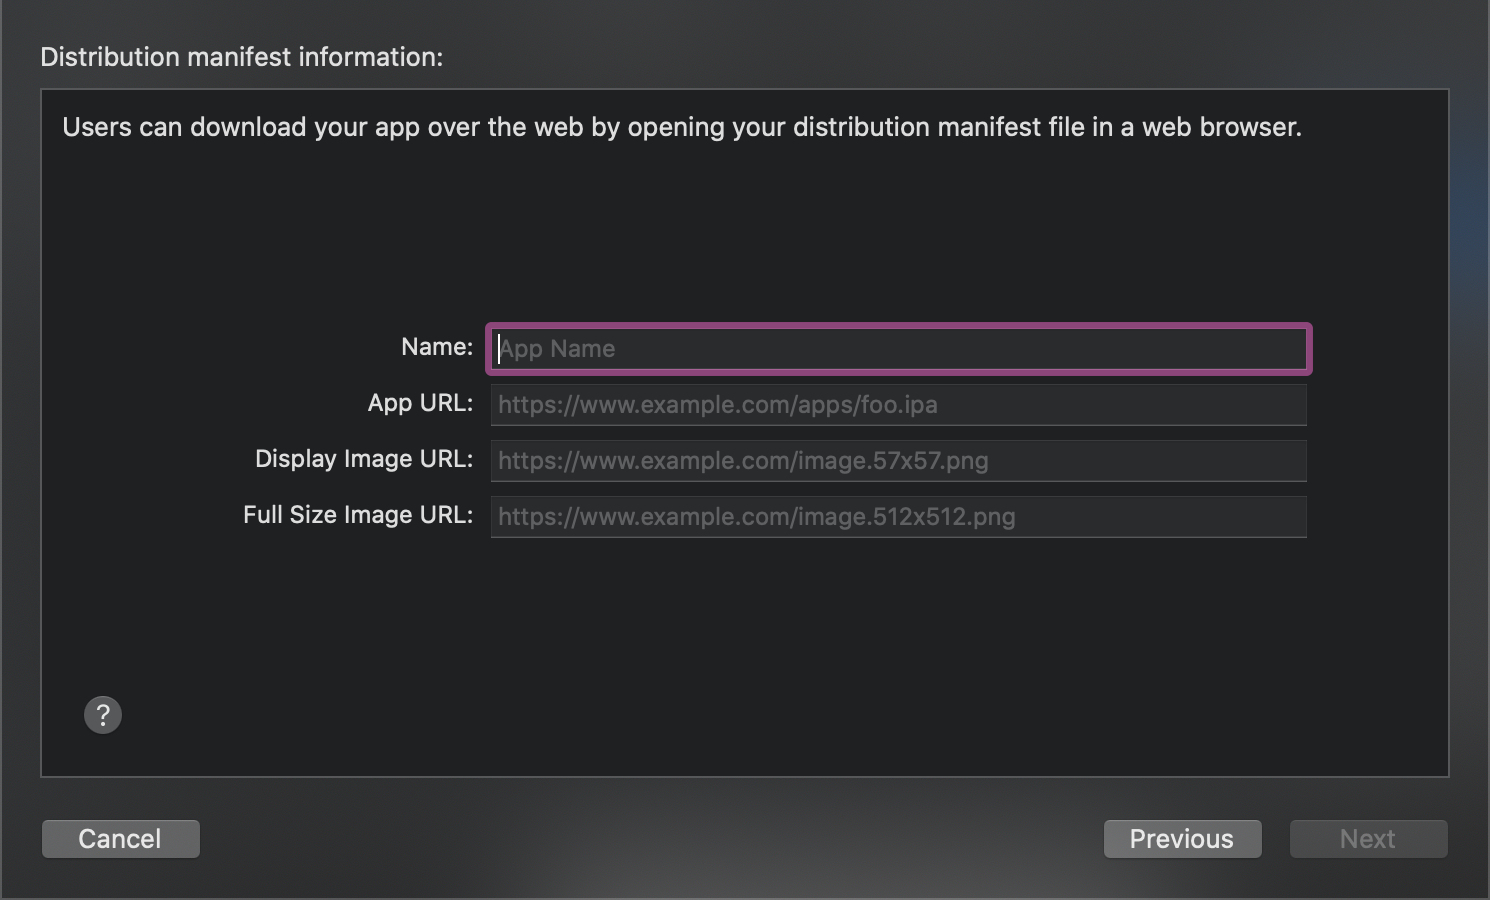 Distribution manifest information:
Users can download your app over the web by opening your distribution manifest file in a web browser.
Name: App Name
App URL: https://www.example.com/apps/foo.ipa
Display Image URL: https://www.example.com/image.57x57.png
Full Size Image URL: https://www.example.com/image.512x512.png
?
Cancel Previous Next